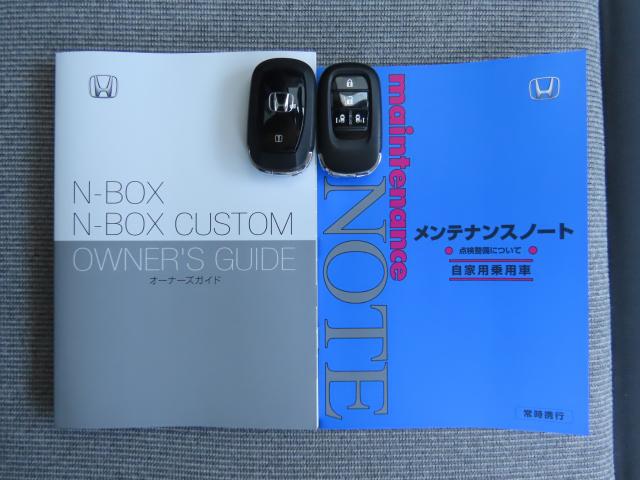 N-BOX
N-BOX CUSTOM
OWNER'S GUIDE
オーナーズガイド
maintenance
NOTE
メンテナンスノート
点検整備について
自家用乗用車
常時携行